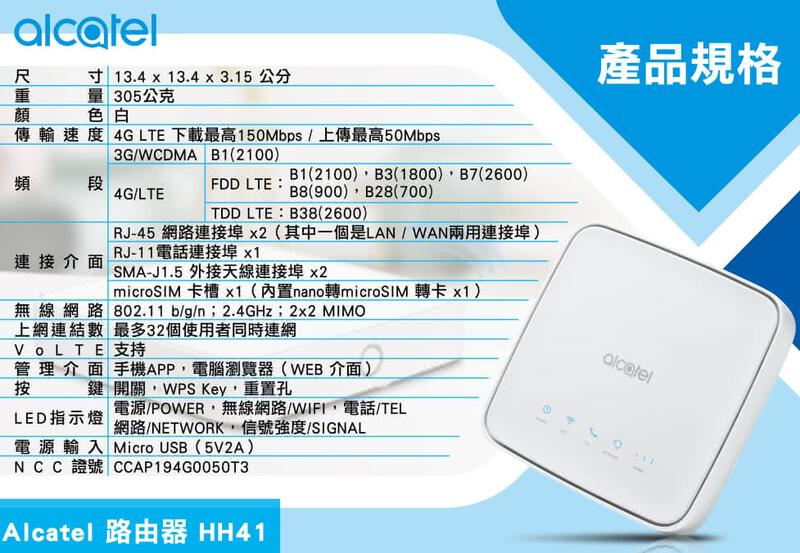 alcatel
產品規格
尺寸 13.4 x 13.4 x 3.15 公分
重量 305公克
顏色 白
傳輸速度 4G LTE 下載最高150Mbps / 上傳最高50Mbps
頻段 3G/WCDMA B1(2100)
4G/LTE FDD LTE：B1(2100)，B3(1800)，B7(2600)
B8(900)，B28(700)
TDD LTE：B38(2600)
連接介面 RJ-45 網路連接埠 x2（其中一個是LAN / WAN兩用連接埠）
RJ-11電話連接埠 x1
SMA-J1.5 外接天線連接埠 x2
microSIM 卡槽 x1（內置nano轉microSIM 轉卡 x1）
無線網路 802.11 b/g/n；2.4GHz；2x2 MIMO
上網連結數 最多32個使用者同時連網
VoLTE 支持
管理介面 手機APP，電腦瀏覽器（WEB 介面）
按鍵 開關，WPS Key，重置孔
LED指示燈 電源/POWER，無線網路/WIFI，電話/TEL
網路/NETWORK，信號強度/SIGNAL
電源輸入 Micro USB（5V2A）
NCC 證號 CCAP194G0050T3
alcatel
Alcatel 路由器 HH41